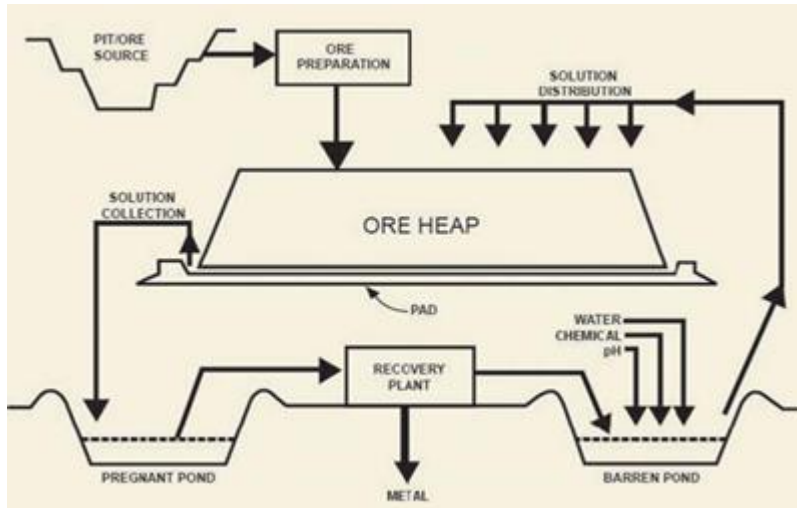 PIT/ORE
SOURCE
ORE
PREPARATION
SOLUTION
DISTRIBUTION
SOLUTION
COLLECTION
ORE HEAP
PAD
WATER
CHEMICAL
pH
RECOVERY
PLANT
PREGNANT POND
BARREN POND
METAL